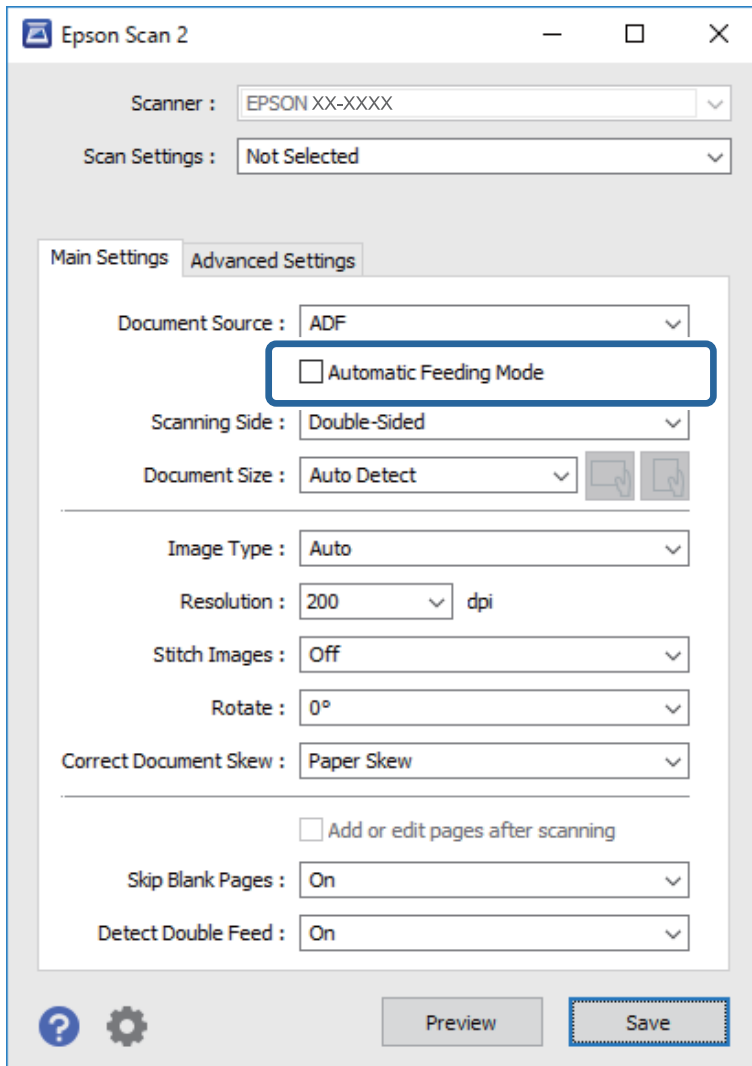 Epson Scan 2
Scanner : EPSON XX-XXXX
Scan Settings : Not Selected
Main Settings Advanced Settings
Document Source : ADF
Automatic Feeding Mode
Scanning Side : Double-Sided
Document Size : Auto Detect
Image Type : Auto
Resolution : 200 dpi
Stitch Images : Off
Rotate : 0°
Correct Document Skew : Paper Skew
Add or edit pages after scanning
Skip Blank Pages : On
Detect Double Feed : On
? Preview Save